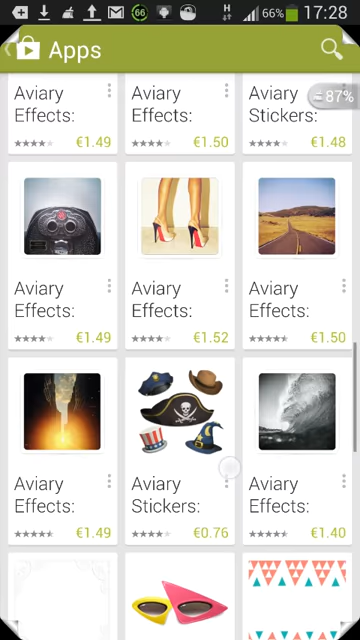 66 H 66% 17:28
Apps
87%
Aviary Effects: Aviary Effects: Aviary Stickers:
€1.49 €1.50 €1.48
Aviary Effects: Aviary Effects: Aviary Effects:
€1.49 €1.52 €1.50
Aviary Effects: Aviary Stickers: Aviary Effects:
€1.49 €0.76 €1.40